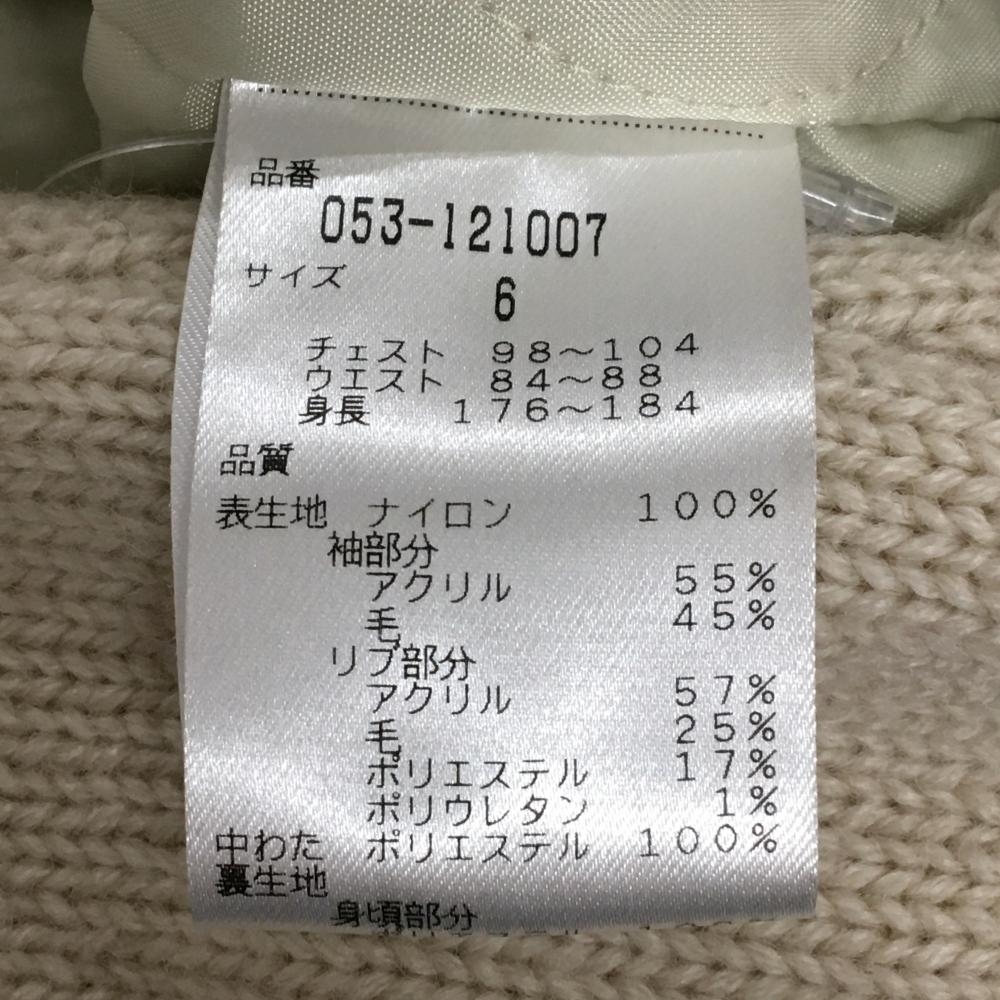 品番
053-121007
サイズ
6
チェスト 98〜104
ウエスト 84〜88
身長 176〜184
品質
表生地 ナイロン 100%
袖部分
アクリル 55%
毛 45%
リブ部分
アクリル 57%
毛 25%
ポリエステル 17%
ポリウレタン 1%
中わた ポリエステル 100%
裏生地
身頃部分